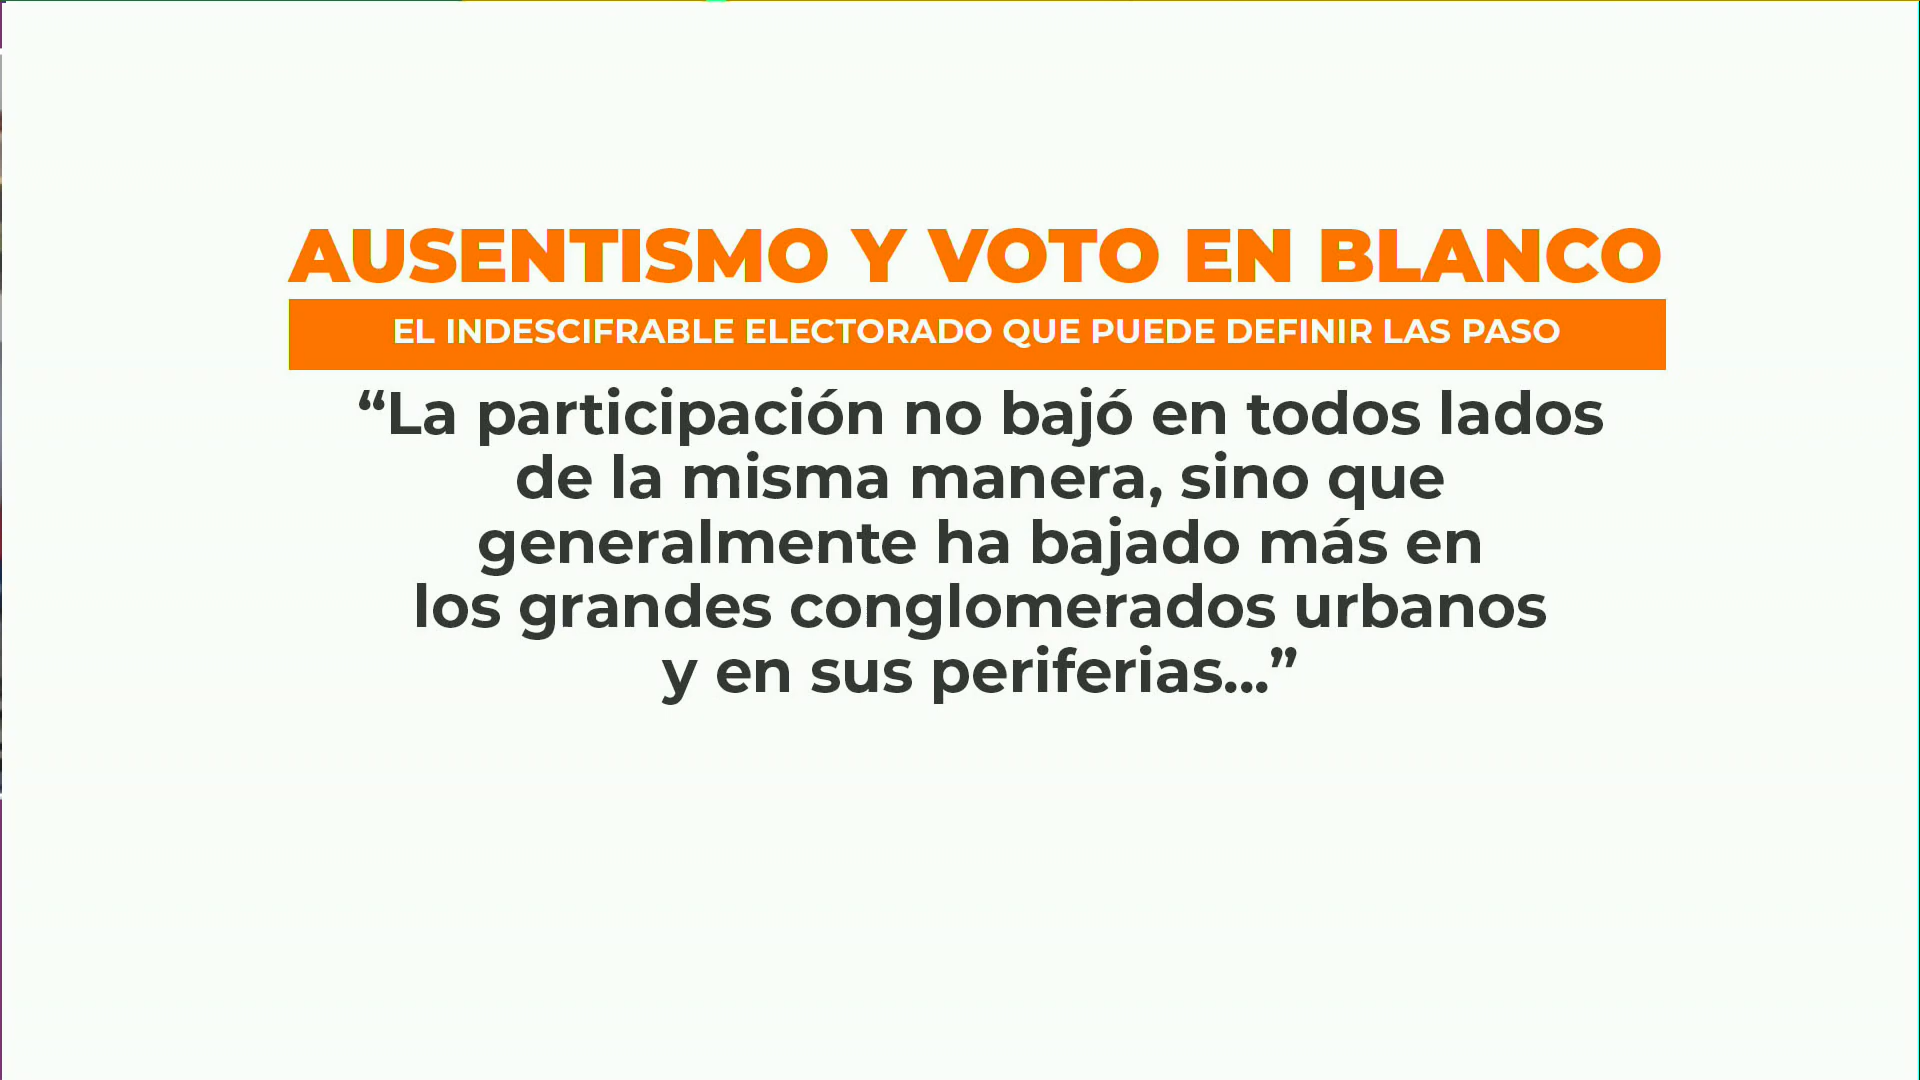 AUSENTISMO Y VOTO EN BLANCO
EL INDESCIFRABLE ELECTORADO QUE PUEDE DEFINIR LAS PASO
“La participación no bajó en todos lados
de la misma manera, sino que
generalmente ha bajado más en
los grandes conglomerados urbanos
y en sus periferias...”